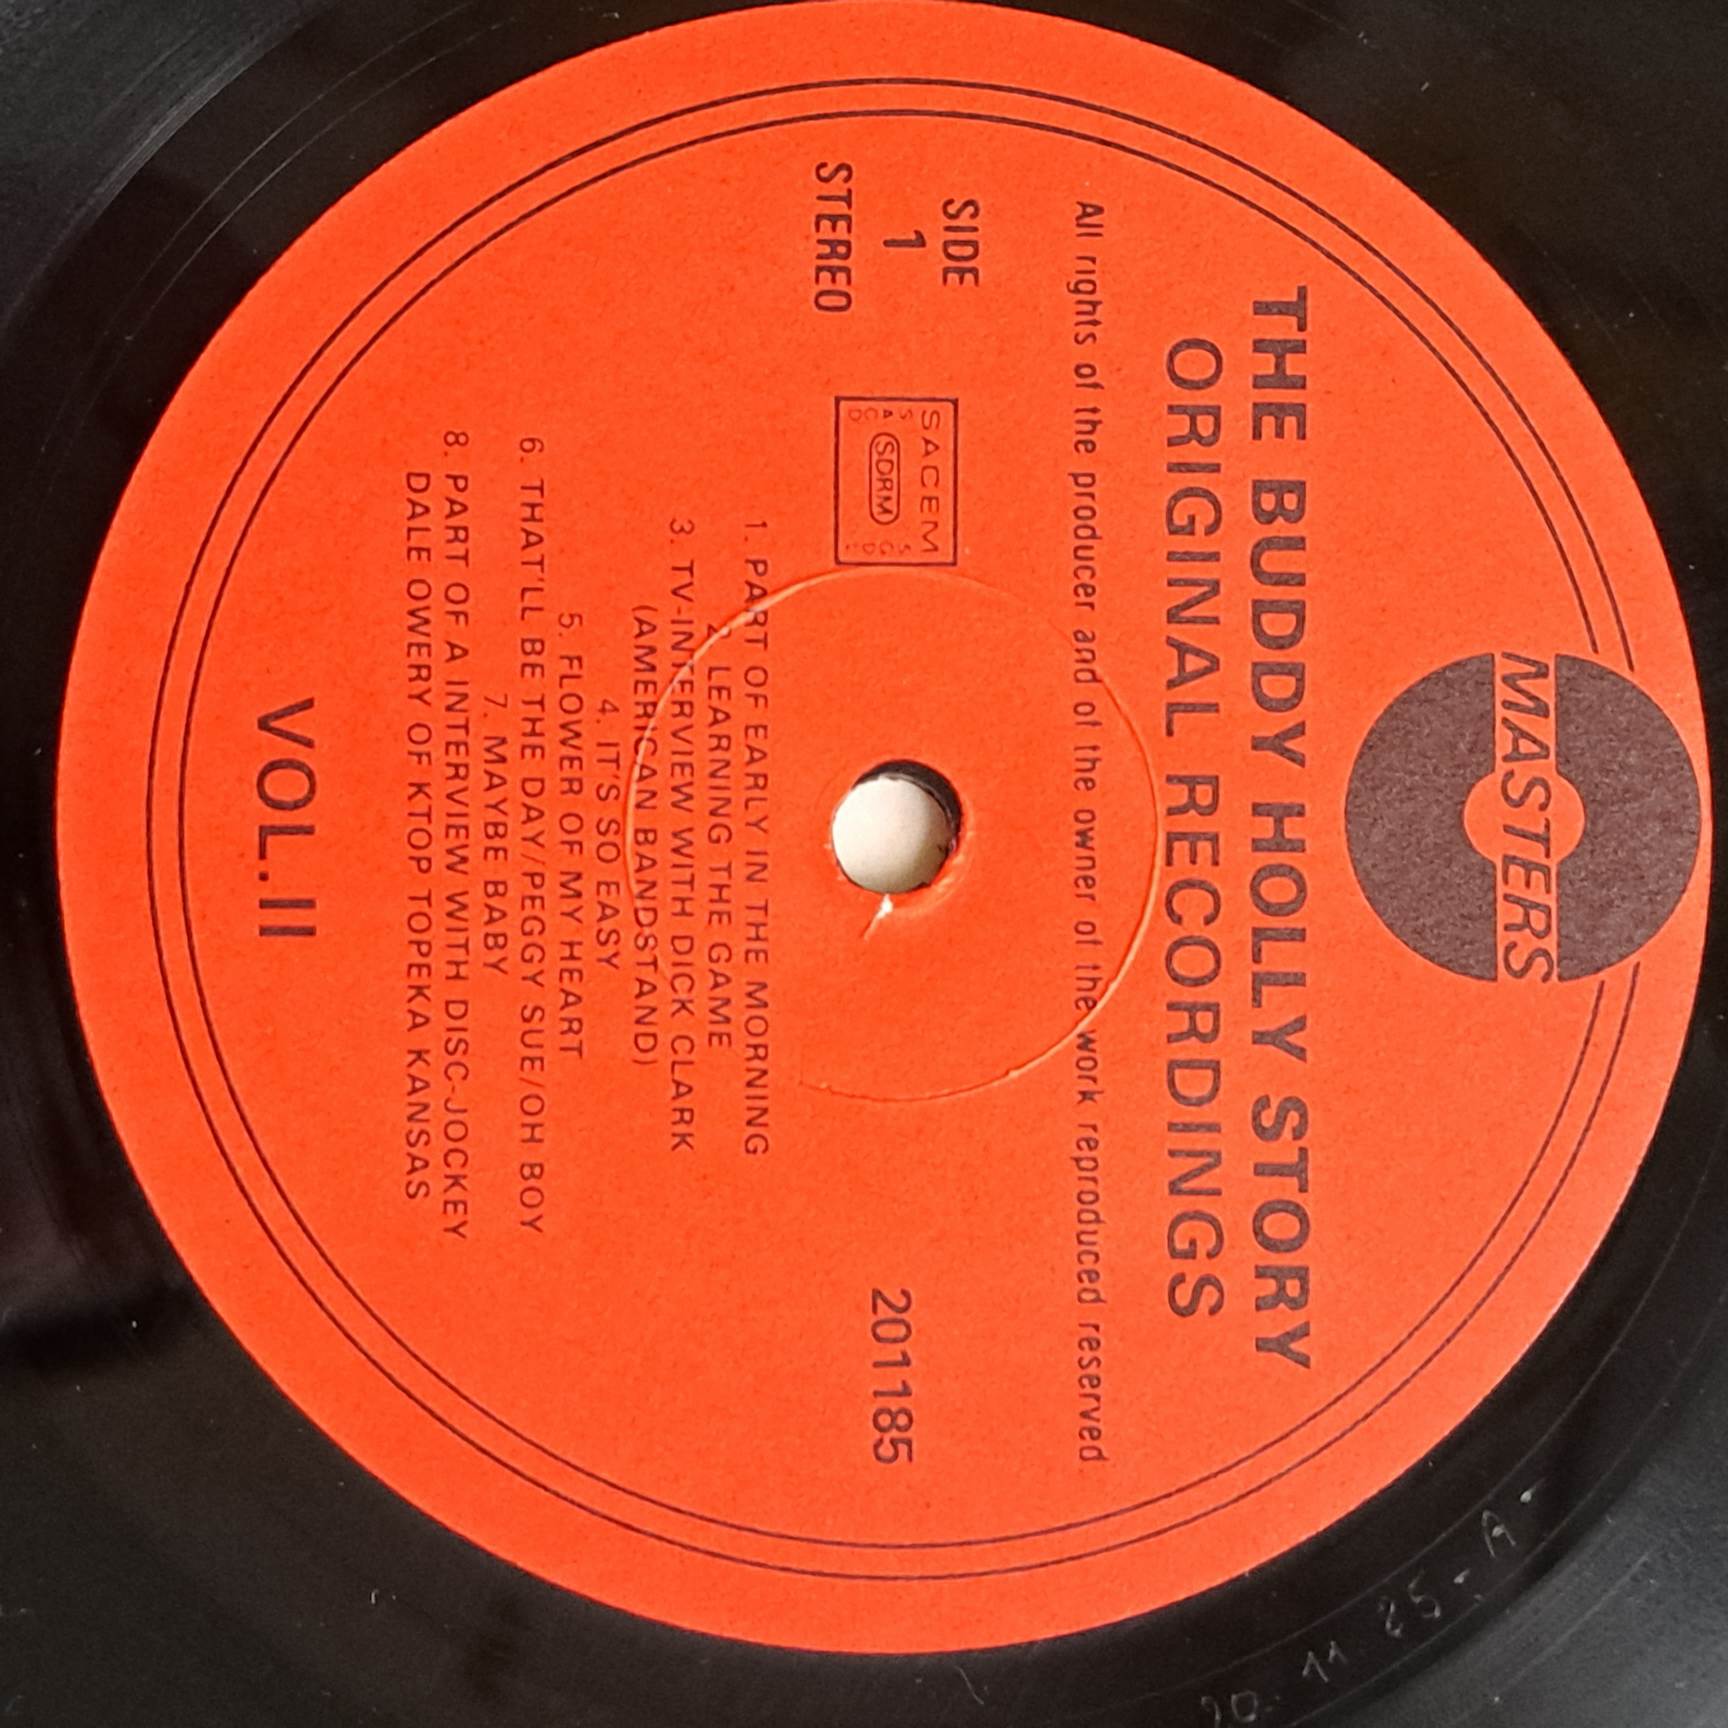 MASTERS
THE BUDDY HOLLY STORY
ORIGINAL RECORDINGS
All rights of the producer and of the owner of the work reproduced reserved
SIDE
1
STEREO
SACEM
SDRM
201185
1. PART OF EARLY IN THE MORNING
2. LEARNING THE GAME
3. TV-INTERVIEW WITH DICK CLARK
(AMERICAN BANDSTAND)
4. IT'S SO EASY
5. FLOWER OF MY HEART
6. THAT'LL BE THE DAY/PEGGY SUE/OH BOY
7. MAYBE BABY
8. PART OF A INTERVIEW WITH DISC-JOCKEY
DALE OWERY OF KTOP TOPEKA KANSAS
VOL.II
20 11 85-A-